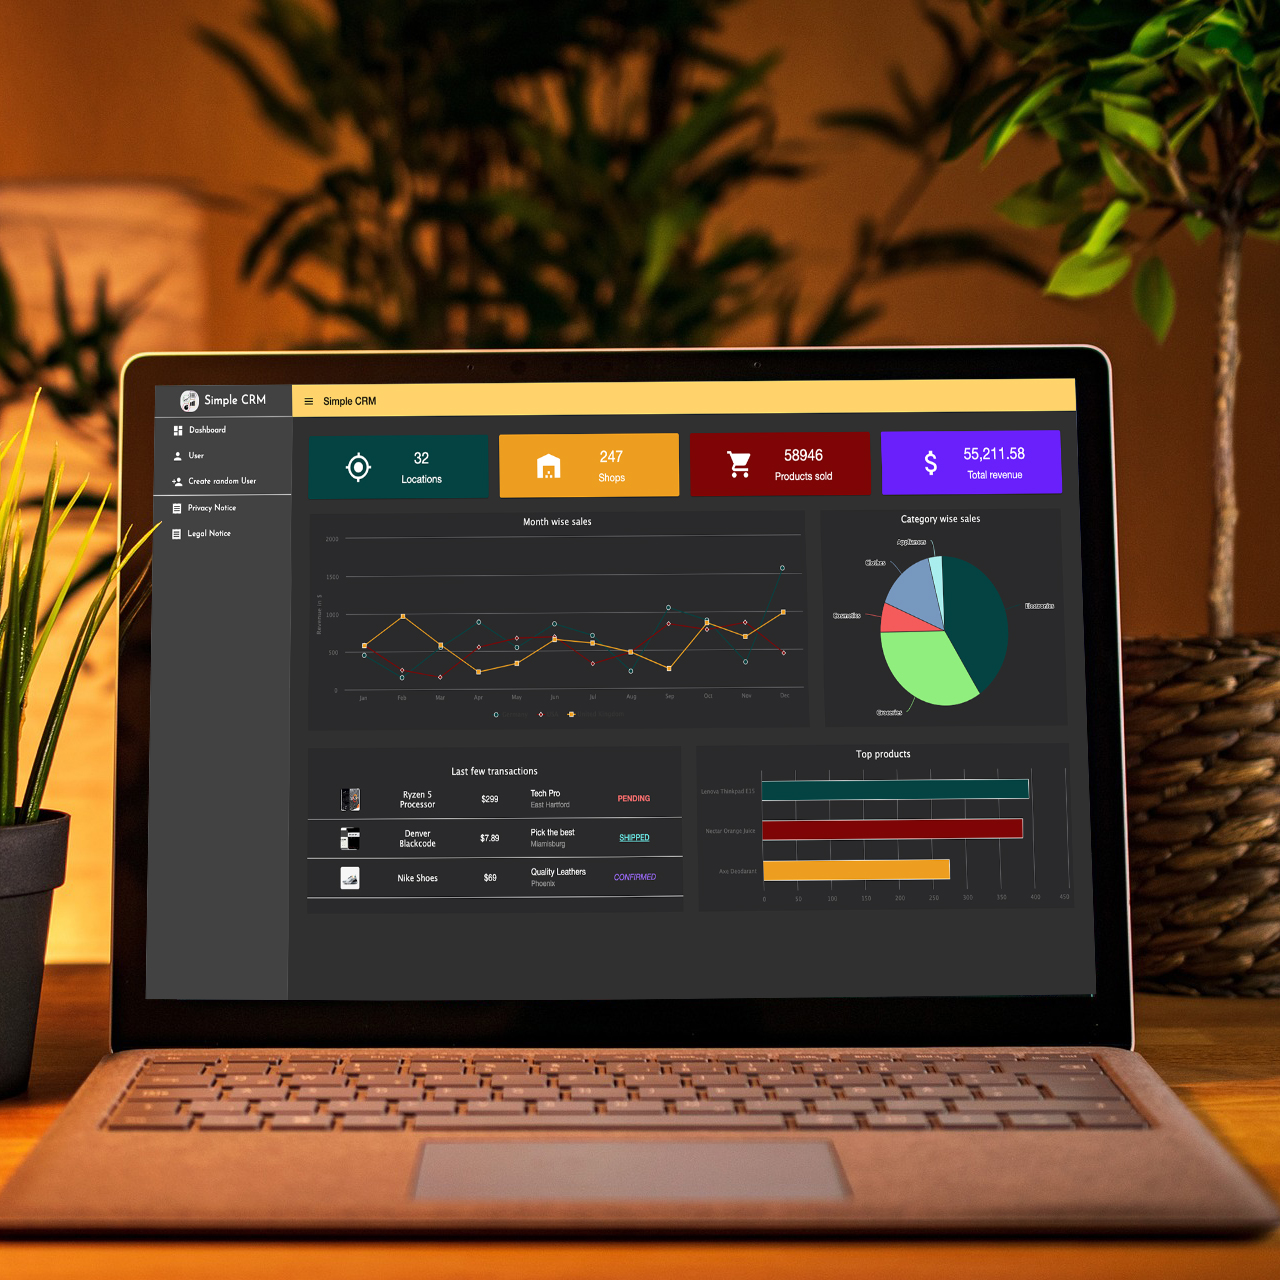 Simple CRM
Dashboard
User
Create random User
Privacy Notice
Legal Notice
Simple CRM
32
Locations
247
Shops
58946
Products sold
55,211.58
Total revenue
Month wise sales
2000
1500
1000
500
0
Revenue in $
Jan Feb Mar Apr May Jun Jul Aug Sep Oct Nov Dec
Category wise sales
Appliances
Clothes
Cosmetics
Groceries
Electronics
Last few transactions
Ryzen 5
Processor
$299
Tech Pro
East Hartford
PENDING
Denver
Blackcode
$7.89
Pick the best
Miamisburg
SHIPPED
Nike Shoes
$69
Quality Leathers
Phoenix
CONFIRMED
Top products
Lenovo Thinkpad E15
Nectar Orange Juice
Axe Deodarant
0 50 100 150 200 250 300 350 400 450